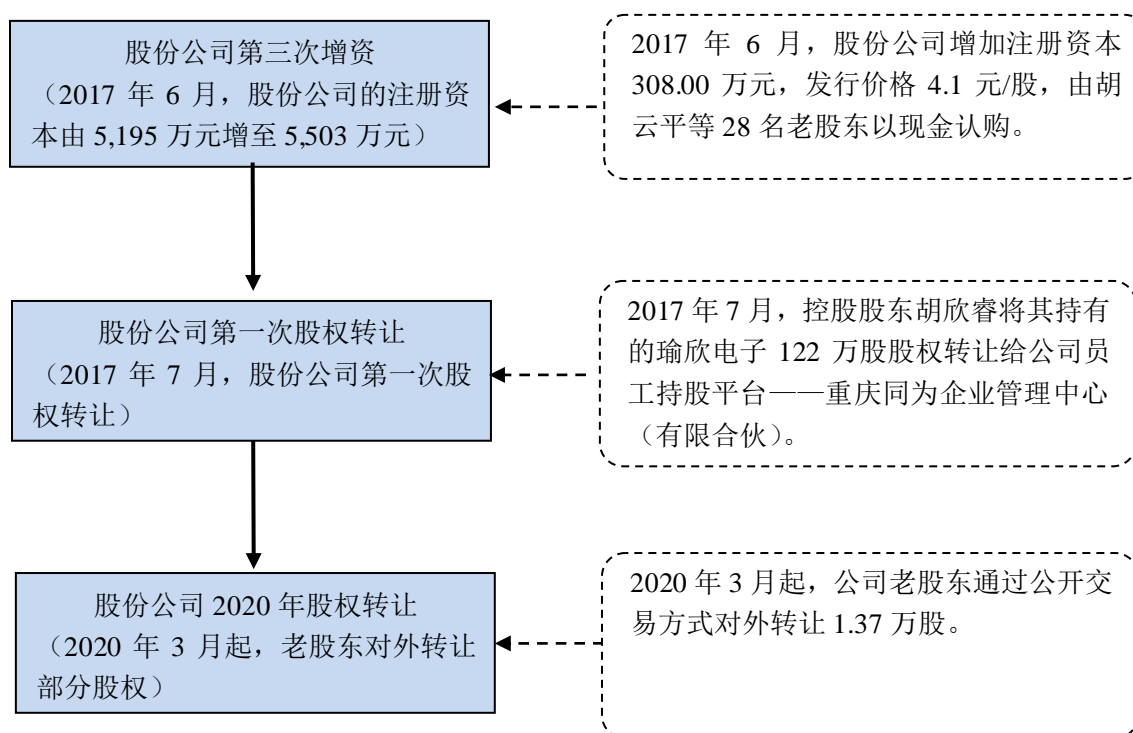 股份公司第三次增资
（2017 年 6 月，股份公司的注册资
本由 5,195 万元增至 5,503 万元）
2017 年 6 月，股份公司增加注册资本
308.00 万元，发行价格 4.1 元/股，由胡
云平等 28 名老股东以现金认购。
股份公司第一次股权转让
（2017 年 7 月，股份公司第一次股
权转让）
2017 年 7 月，控股股东胡欣睿将其持有
的瑜欣电子 122 万股股权转让给公司员
工持股平台——重庆同为企业管理中心
（有限合伙）。
股份公司 2020 年股权转让
（2020 年 3 月起，老股东对外转让
部分股权）
2020 年 3 月起，公司老股东通过公开交
易方式对外转让 1.37 万股。